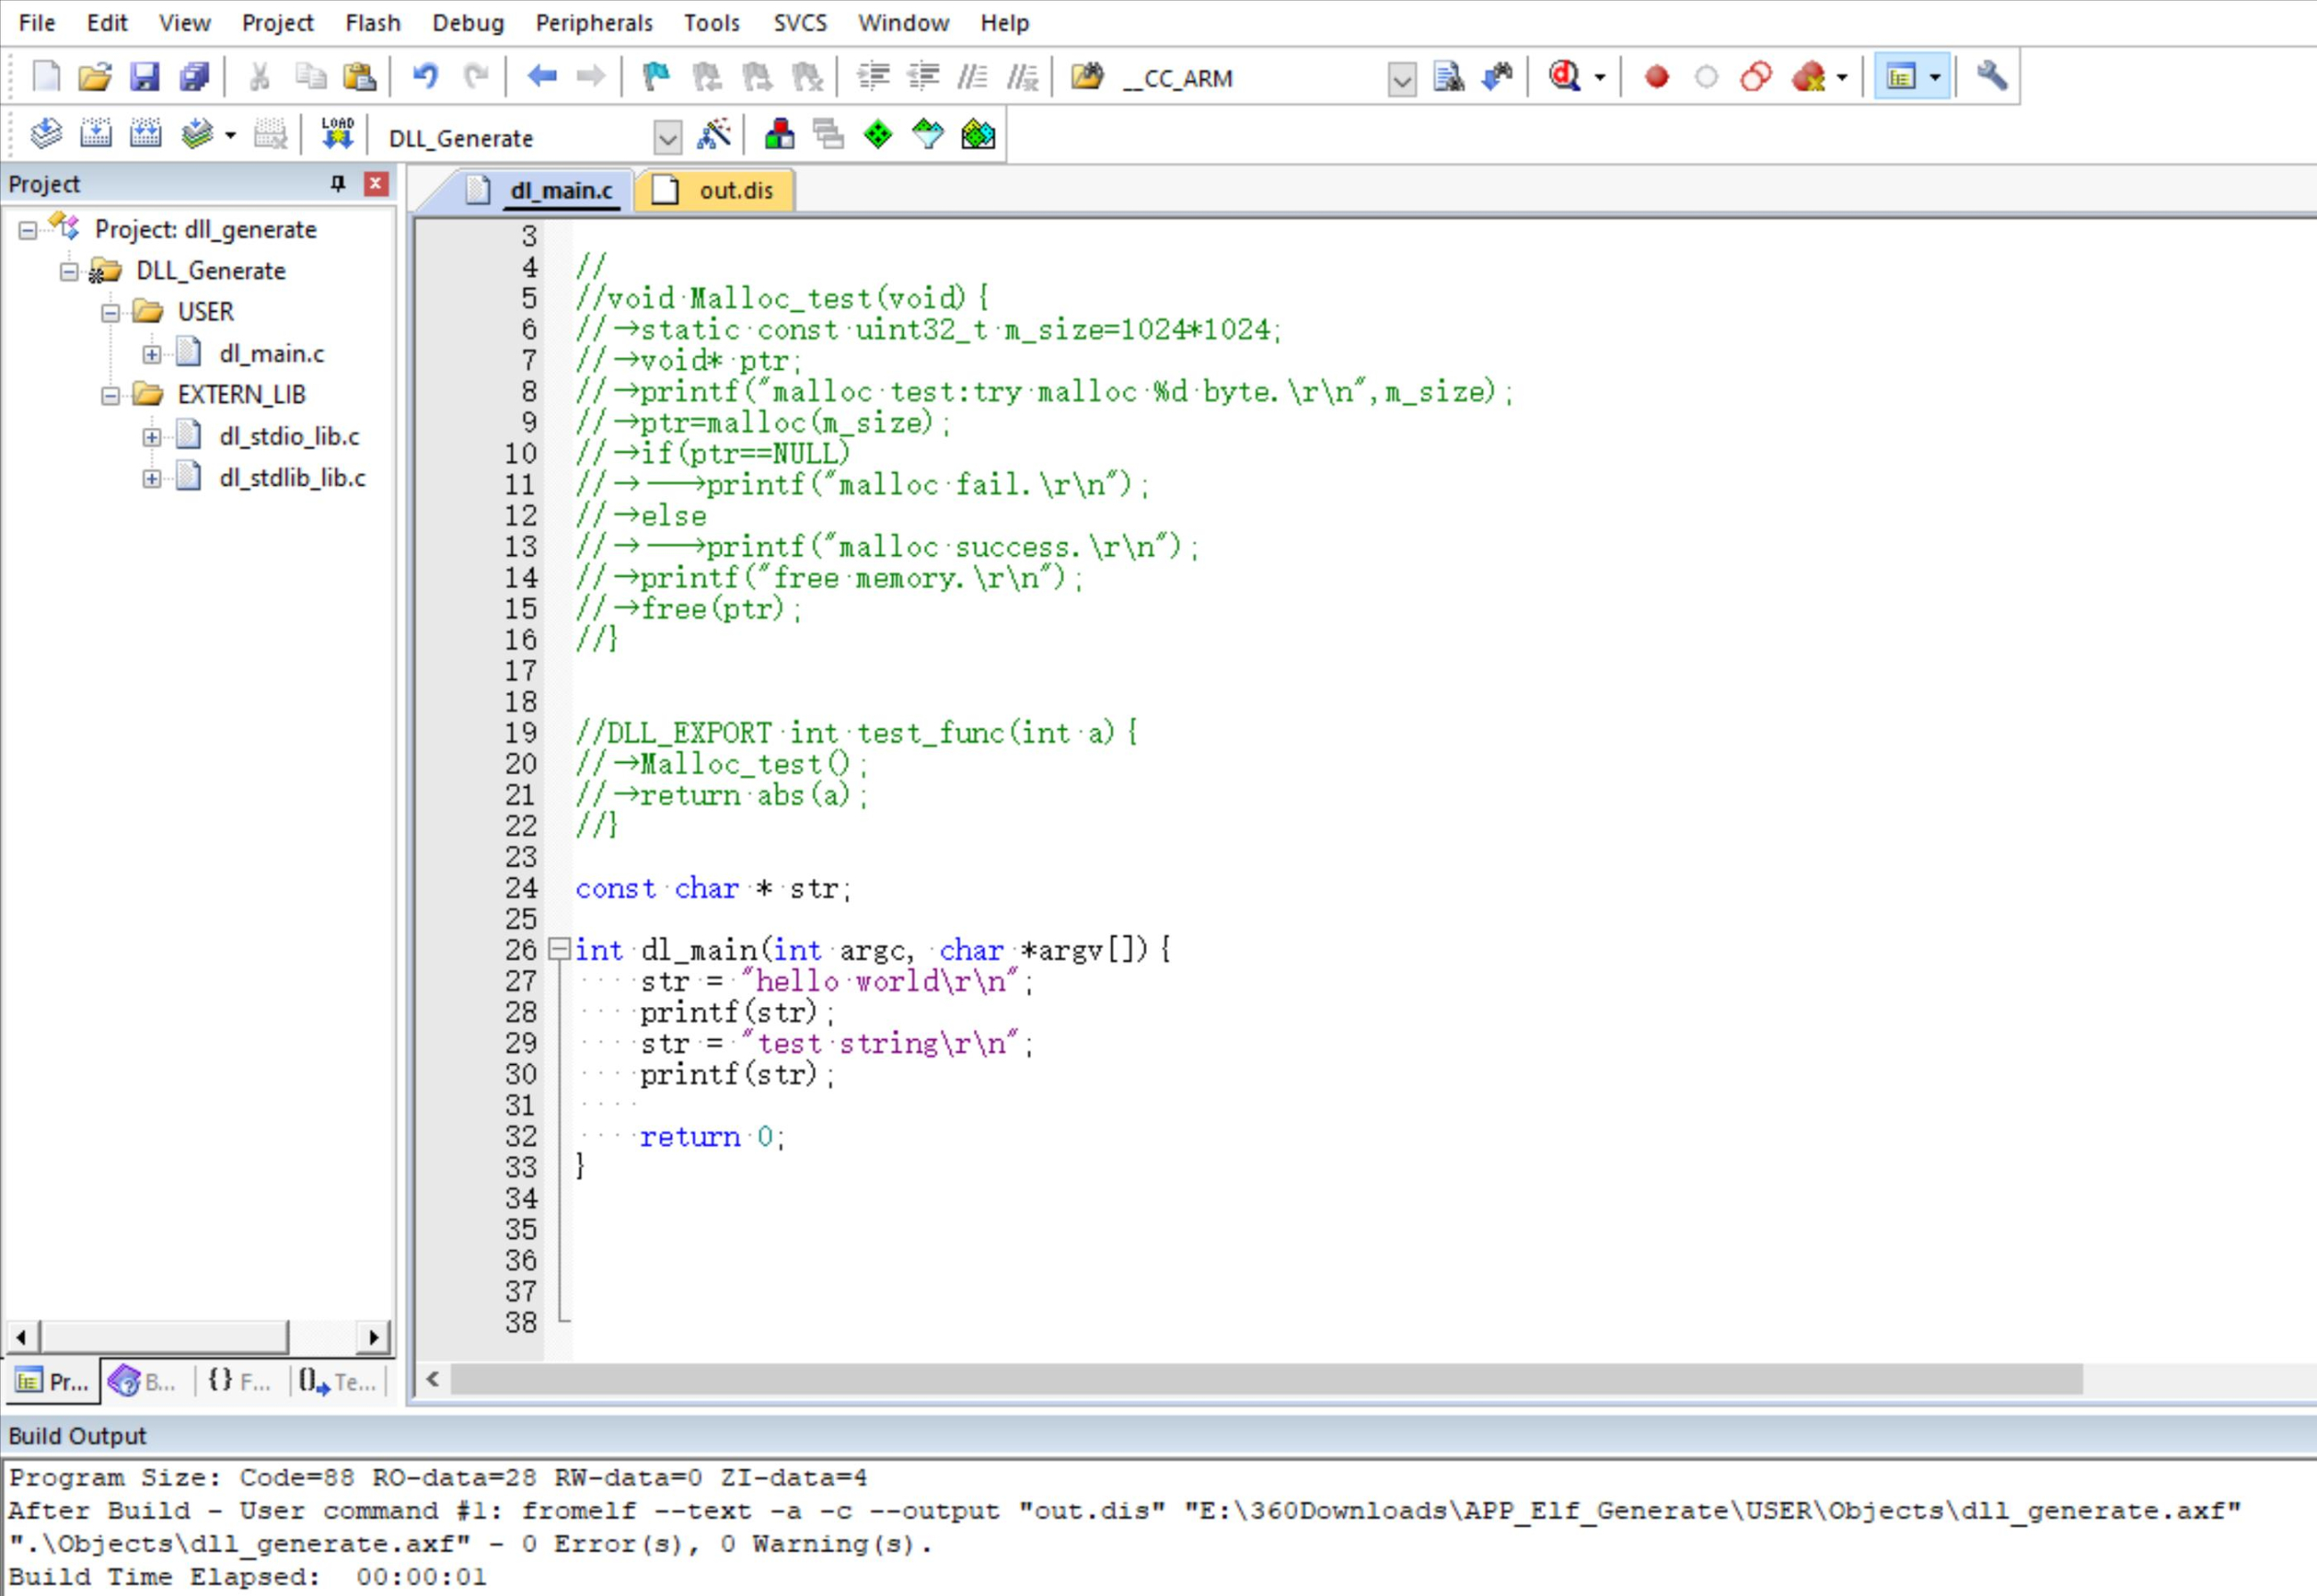 File Edit View Project Flash Debug Peripherals Tools SVCS Window Help
__CC_ARM
LOAD DLL_Generate
Project
dl_main.c out.dis
Project: dll_generate
DLL_Generate
USER
dl_main.c
EXTERN_LIB
dl_stdio_lib.c
dl_stdlib_lib.c
3
4 //
5 //void Malloc_test(void){
6 // static const uint32_t m_size=1024*1024;
7 // void* ptr;
8 // printf("malloc test:try malloc %d byte.\r\n",m_size);
9 // ptr=malloc(m_size);
10 // if(ptr==NULL)
11 // printf("malloc fail.\r\n");
12 // else
13 // printf("malloc success.\r\n");
14 // printf("free memory.\r\n");
15 // free(ptr);
16 //}
17
18
19 //DLL_EXPORT int test_func(int a){
20 // Malloc_test();
21 // return abs(a);
22 //}
23
24 const char * str;
25
26 int dl_main(int argc, char *argv[]){
27 str = "hello world\r\n";
28 printf(str);
29 str = "test string\r\n";
30 printf(str);
31
32 return 0;
33 }
34
35
36
37
38
Pr... B... {} F... Te...
Build Output
Program Size: Code=88 RO-data=28 RW-data=0 ZI-data=4
After Build - User command #1: fromelf --text -a -c --output "out.dis" "E:\360Downloads\APP_Elf_Generate\USER\Objects\dll_generate.axf"
".\Objects\dll_generate.axf" - 0 Error(s), 0 Warning(s).
Build Time Elapsed:  00:00:01